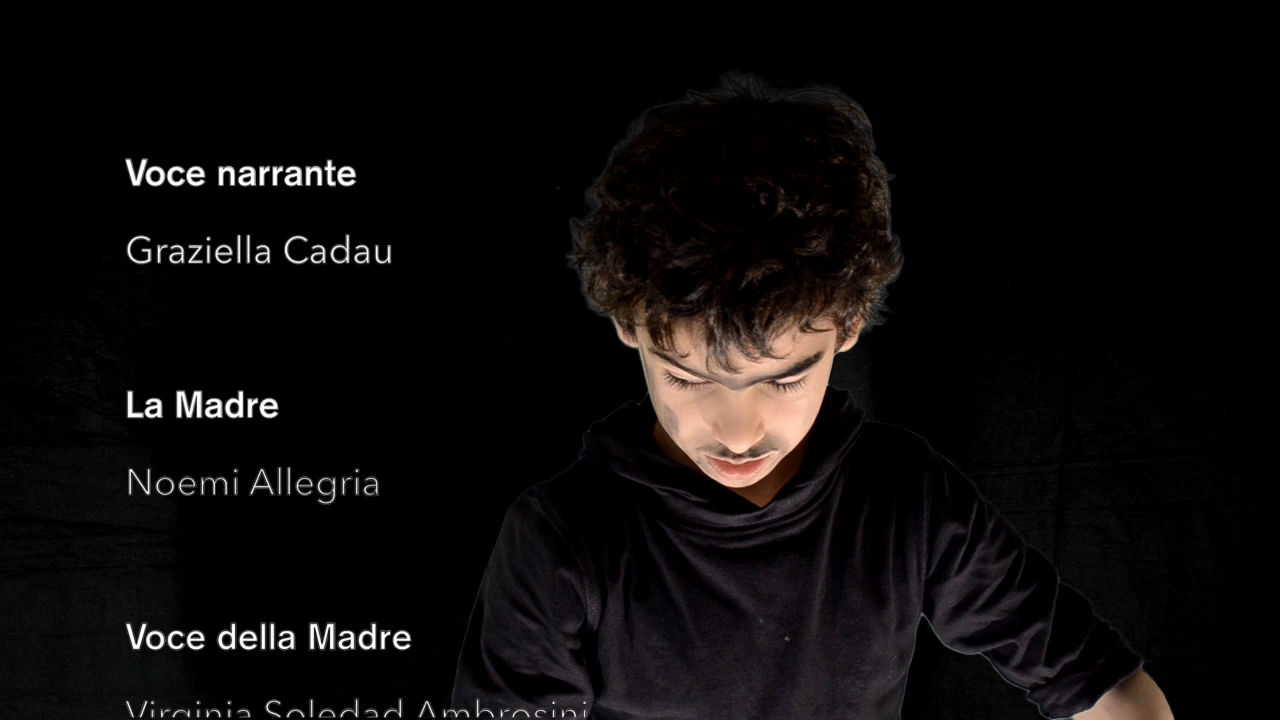 Voce narrante
Graziella Cadau
La Madre
Noemi Allegria
Voce della Madre
Virginia Soledad Ambrosini